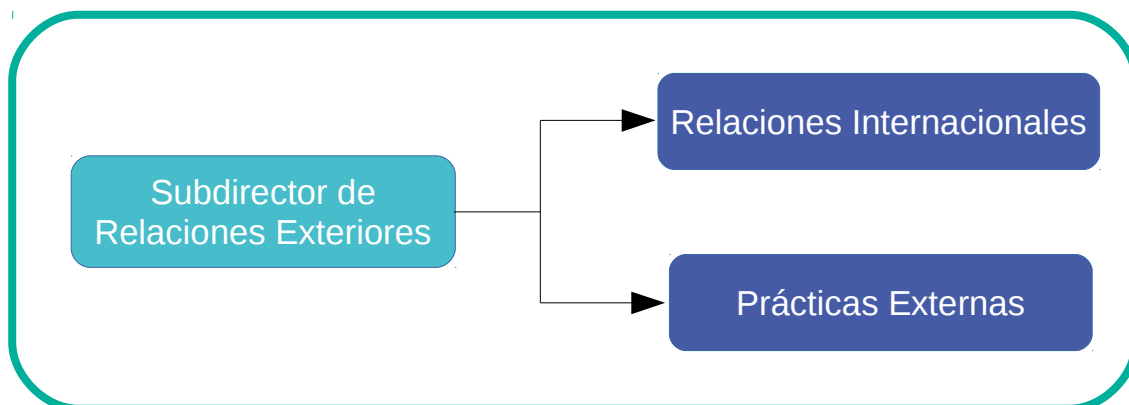 Relaciones Internacionales
Subdirector de
Relaciones Exteriores
Prácticas Externas